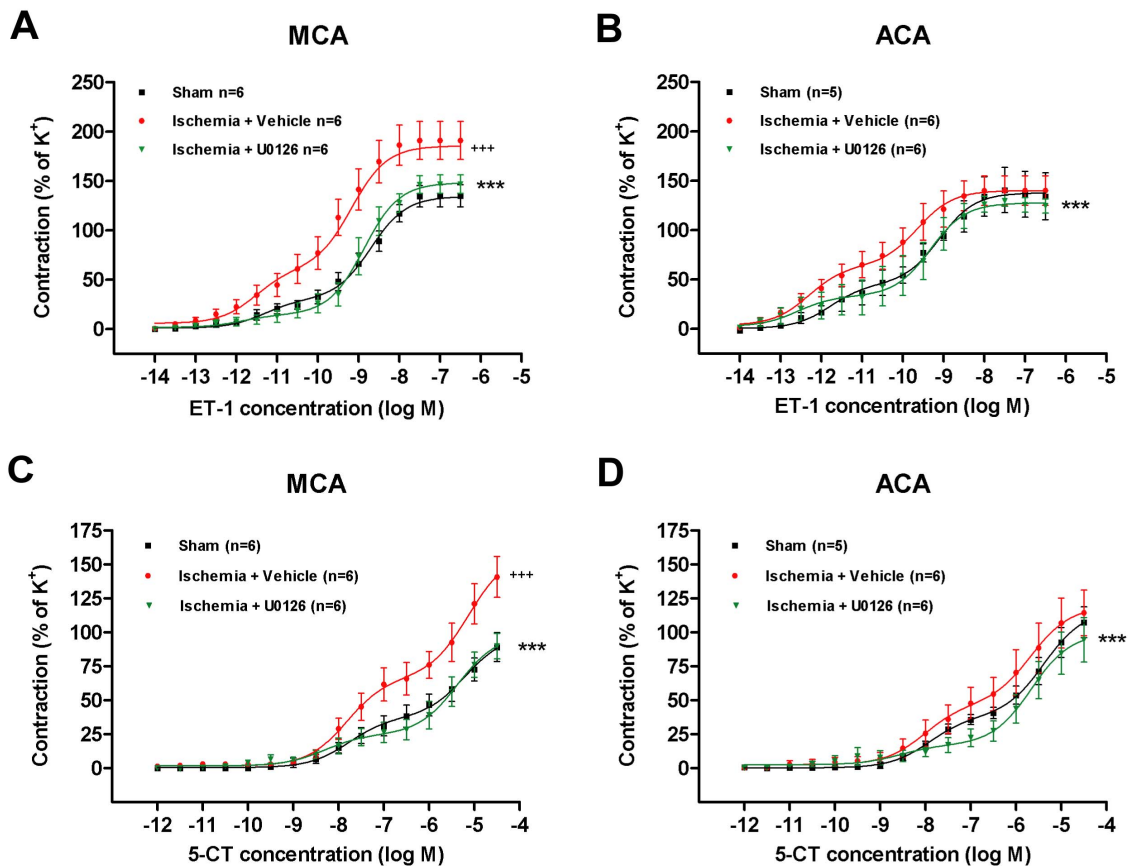 A
MCA
Contraction (% of K+)
250
200
150
100
50
0
Sham n=6
Ischemia + Vehicle n=6
Ischemia + U0126 n=6
+++
***
-14 -13 -12 -11 -10 -9 -8 -7 -6 -5
ET-1 concentration (log M)
B
ACA
Contraction (% of K+)
250
200
150
100
50
0
Sham (n=5)
Ischemia + Vehicle (n=6)
Ischemia + U0126 (n=6)
***
-14 -13 -12 -11 -10 -9 -8 -7 -6 -5
ET-1 concentration (log M)
C
MCA
Contraction (% of K+)
175
150
125
100
75
50
25
0
Sham (n=6)
Ischemia + Vehicle (n=6)
Ischemia + U0126 (n=6)
+++
***
-12 -11 -10 -9 -8 -7 -6 -5 -4
5-CT concentration (log M)
D
ACA
Contraction (% of K+)
175
150
125
100
75
50
25
0
Sham (n=5)
Ischemia + Vehicle (n=6)
Ischemia + U0126 (n=6)
***
-12 -11 -10 -9 -8 -7 -6 -5 -4
5-CT concentration (log M)